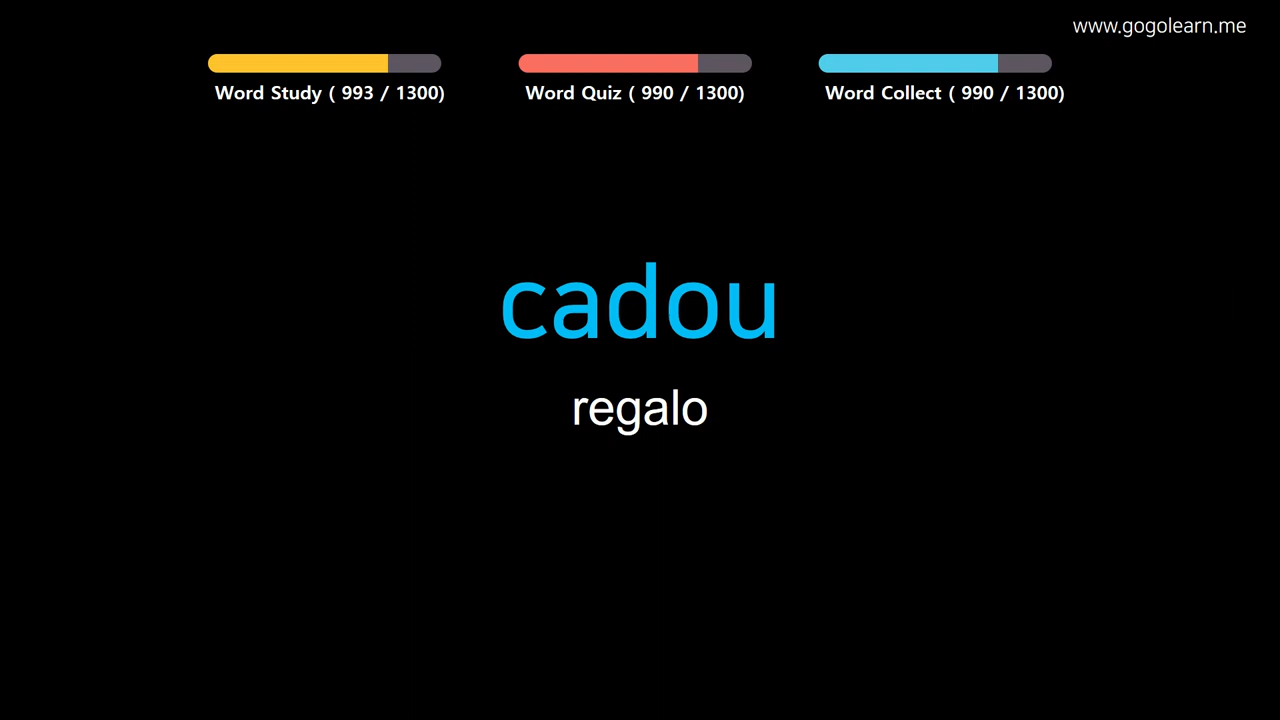 www.gogolearn.me
Word Study ( 993 / 1300)
Word Quiz ( 990 / 1300)
Word Collect ( 990 / 1300)
cadou
regalo